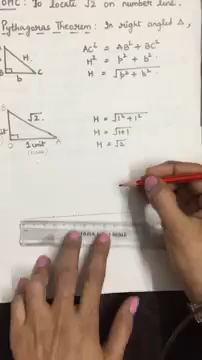 OMC: To locate √2 on number line.
Pythagoras Theorem: In right angled Δ,
AC² = AB² + BC²
H² = p² + b²
H = √p² + b²
H.
C
b
B
√2.
H = √1² + 1²
H = √1+1
H = √2
O 1 unit A